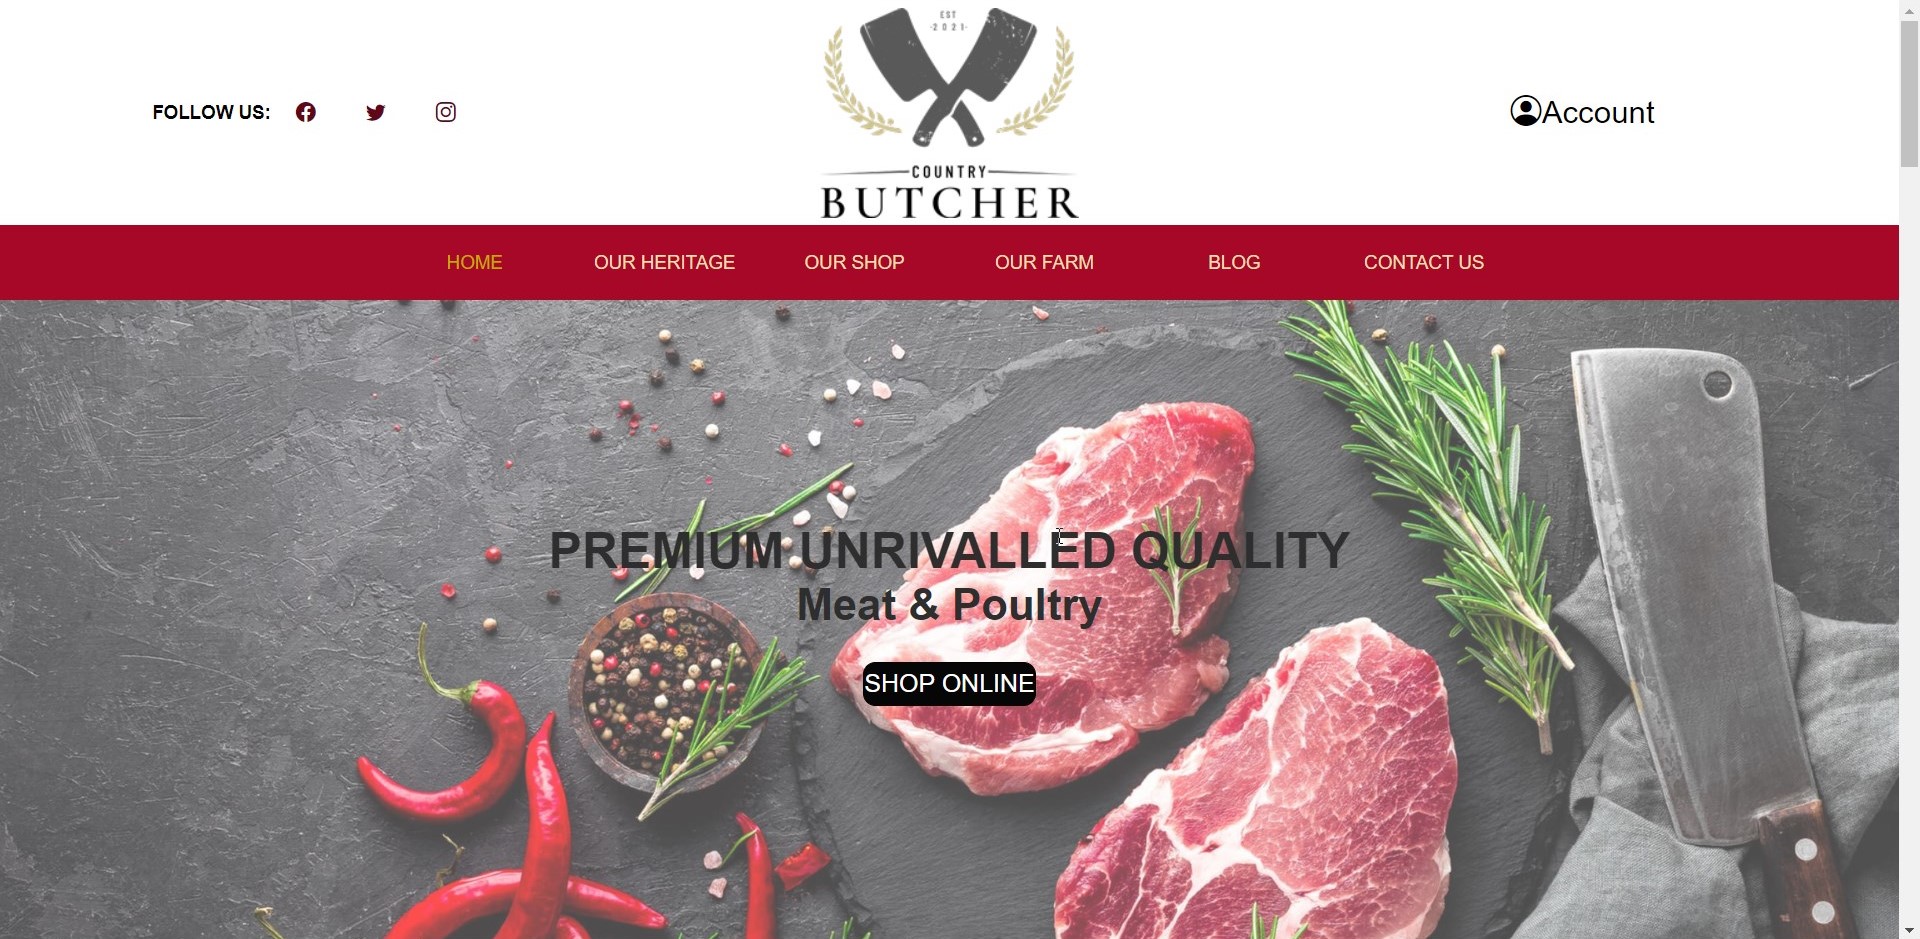 EST
·2021·
COUNTRY
BUTCHER
FOLLOW US:
Account
HOME
OUR HERITAGE
OUR SHOP
OUR FARM
BLOG
CONTACT US
PREMIUM UNRIVALLED QUALITY
Meat & Poultry
SHOP ONLINE